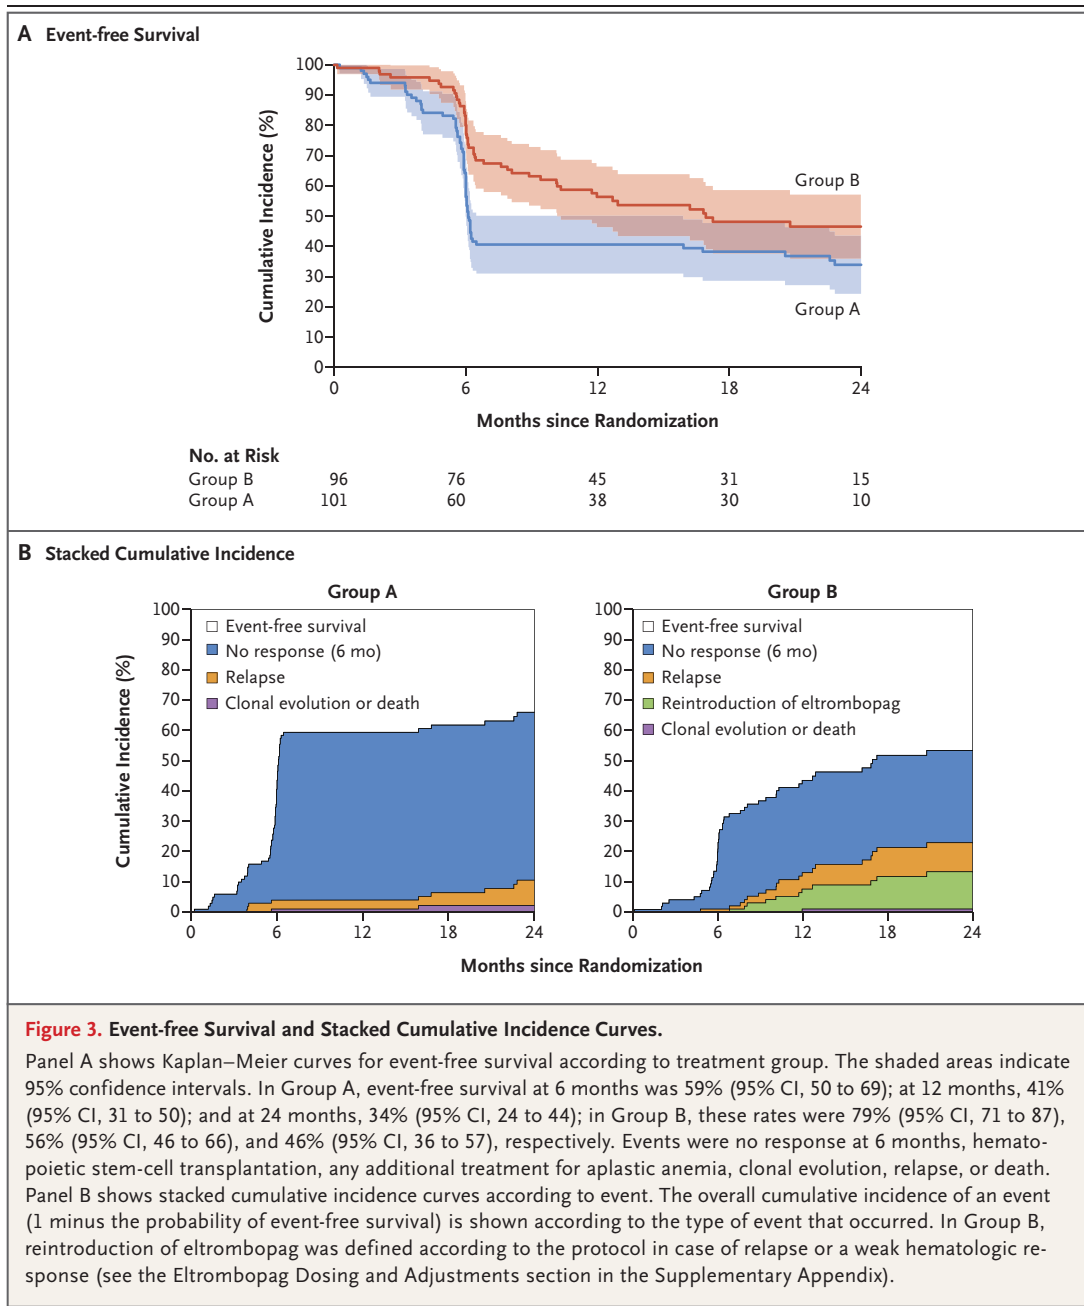 A Event-free Survival
100
90
80
70
60
50
40
30
20
10
0
Cumulative Incidence (%)
Group B
Group A
0 6 12 18 24
Months since Randomization
No. at Risk
Group B 96 76 45 31 15
Group A 101 60 38 30 10
B Stacked Cumulative Incidence
Group A
100
90
80
70
60
50
40
30
20
10
0
Cumulative Incidence (%)
Event-free survival
No response (6 mo)
Relapse
Clonal evolution or death
0 6 12 18 24
Group B
100
90
80
70
60
50
40
30
20
10
0
Event-free survival
No response (6 mo)
Relapse
Reintroduction of eltrombopag
Clonal evolution or death
0 6 12 18 24
Months since Randomization
Figure 3. Event-free Survival and Stacked Cumulative Incidence Curves.
Panel A shows Kaplan–Meier curves for event-free survival according to treatment group. The shaded areas indicate
95% confidence intervals. In Group A, event-free survival at 6 months was 59% (95% CI, 50 to 69); at 12 months, 41%
(95% CI, 31 to 50); and at 24 months, 34% (95% CI, 24 to 44); in Group B, these rates were 79% (95% CI, 71 to 87),
56% (95% CI, 46 to 66), and 46% (95% CI, 36 to 57), respectively. Events were no response at 6 months, hemato-
poietic stem-cell transplantation, any additional treatment for aplastic anemia, clonal evolution, relapse, or death.
Panel B shows stacked cumulative incidence curves according to event. The overall cumulative incidence of an event
(1 minus the probability of event-free survival) is shown according to the type of event that occurred. In Group B,
reintroduction of eltrombopag was defined according to the protocol in case of relapse or a weak hematologic re-
sponse (see the Eltrombopag Dosing and Adjustments section in the Supplementary Appendix).